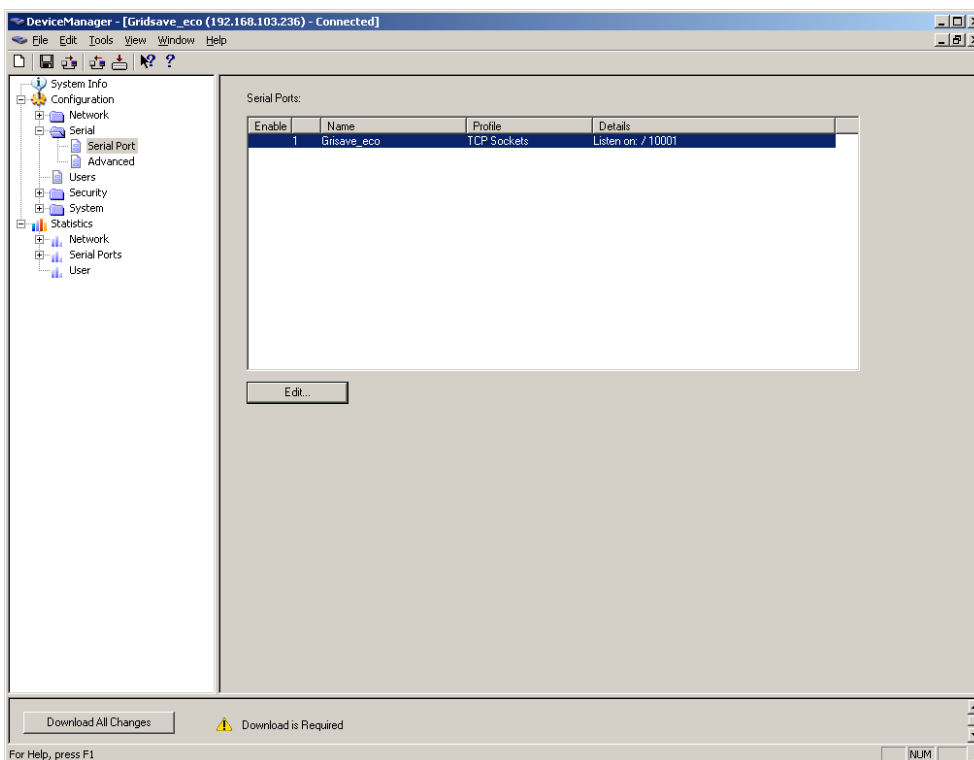 DeviceManager - [Gridsave_eco (192.168.103.236) - Connected]
File Edit Tools View Window Help
System Info
Configuration
Network
Serial
Serial Port
Advanced
Users
Security
System
Statistics
Network
Serial Ports
User
Serial Ports:
Enable Name Profile Details
1 Grisave_eco TCP Sockets Listen on: / 10001
Edit...
Download All Changes Download is Required
For Help, press F1 NUM